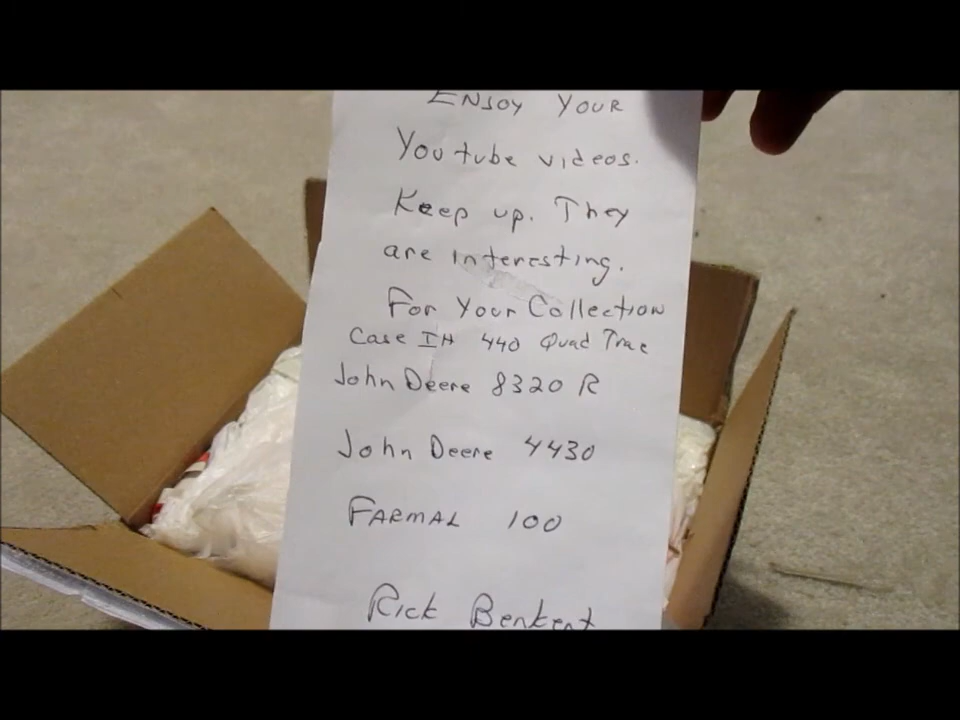 Enjoy Your
Youtube videos.
Keep up. They
are interesting.
For Your Collection
Case IH 440 Quad Trac
John Deere 8320 R
John Deere 4430
Farmal 100
Rick